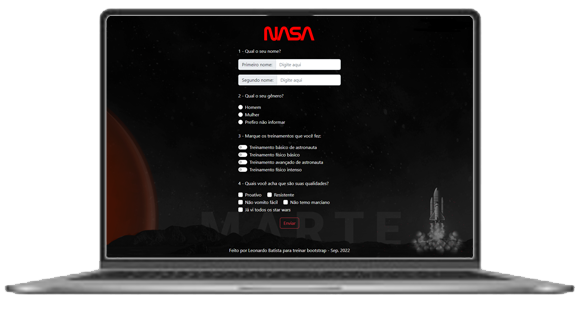 NASA
1 - Qual o seu nome?
Primeiro nome: Digite aqui
Segundo nome: Digite aqui
2 - Qual o seu gênero?
Homem
Mulher
Prefiro não informar
3 - Marque os treinamentos que você fez:
Treinamento básico de astronauta
Treinamento físico básico
Treinamento avançado de astronauta
Treinamento físico intenso
4 - Quais você acha que são suas qualidades?
Proativo Resistente
Não vomito fácil Não temo marciano
Já vi todos os star wars
MARTE
Enviar
Feito por Leonardo Batista para treinar bootstrap - Sep, 2022